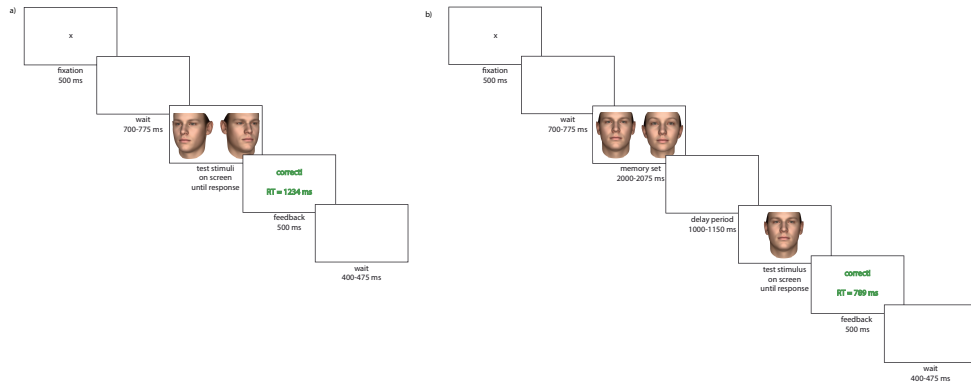 a)
x
fixation
500 ms
wait
700-775 ms
test stimuli
on screen
until response
correct!
RT = 1234 ms
feedback
500 ms
wait
400-475 ms
b)
x
fixation
500 ms
wait
700-775 ms
memory set
2000-2075 ms
delay period
1000-1150 ms
test stimulus
on screen
until response
correct!
RT = 789 ms
feedback
500 ms
wait
400-475 ms